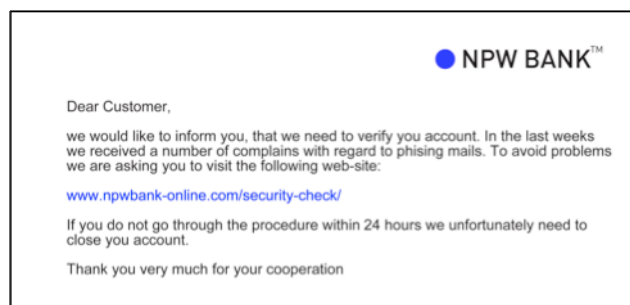 NPW BANK™
Dear Customer,
we would like to inform you, that we need to verify you account. In the last weeks
we received a number of complains with regard to phising mails. To avoid problems
we are asking you to visit the following web-site:
www.npwbank-online.com/security-check/
If you do not go through the procedure within 24 hours we unfortunately need to
close you account.
Thank you very much for your cooperation